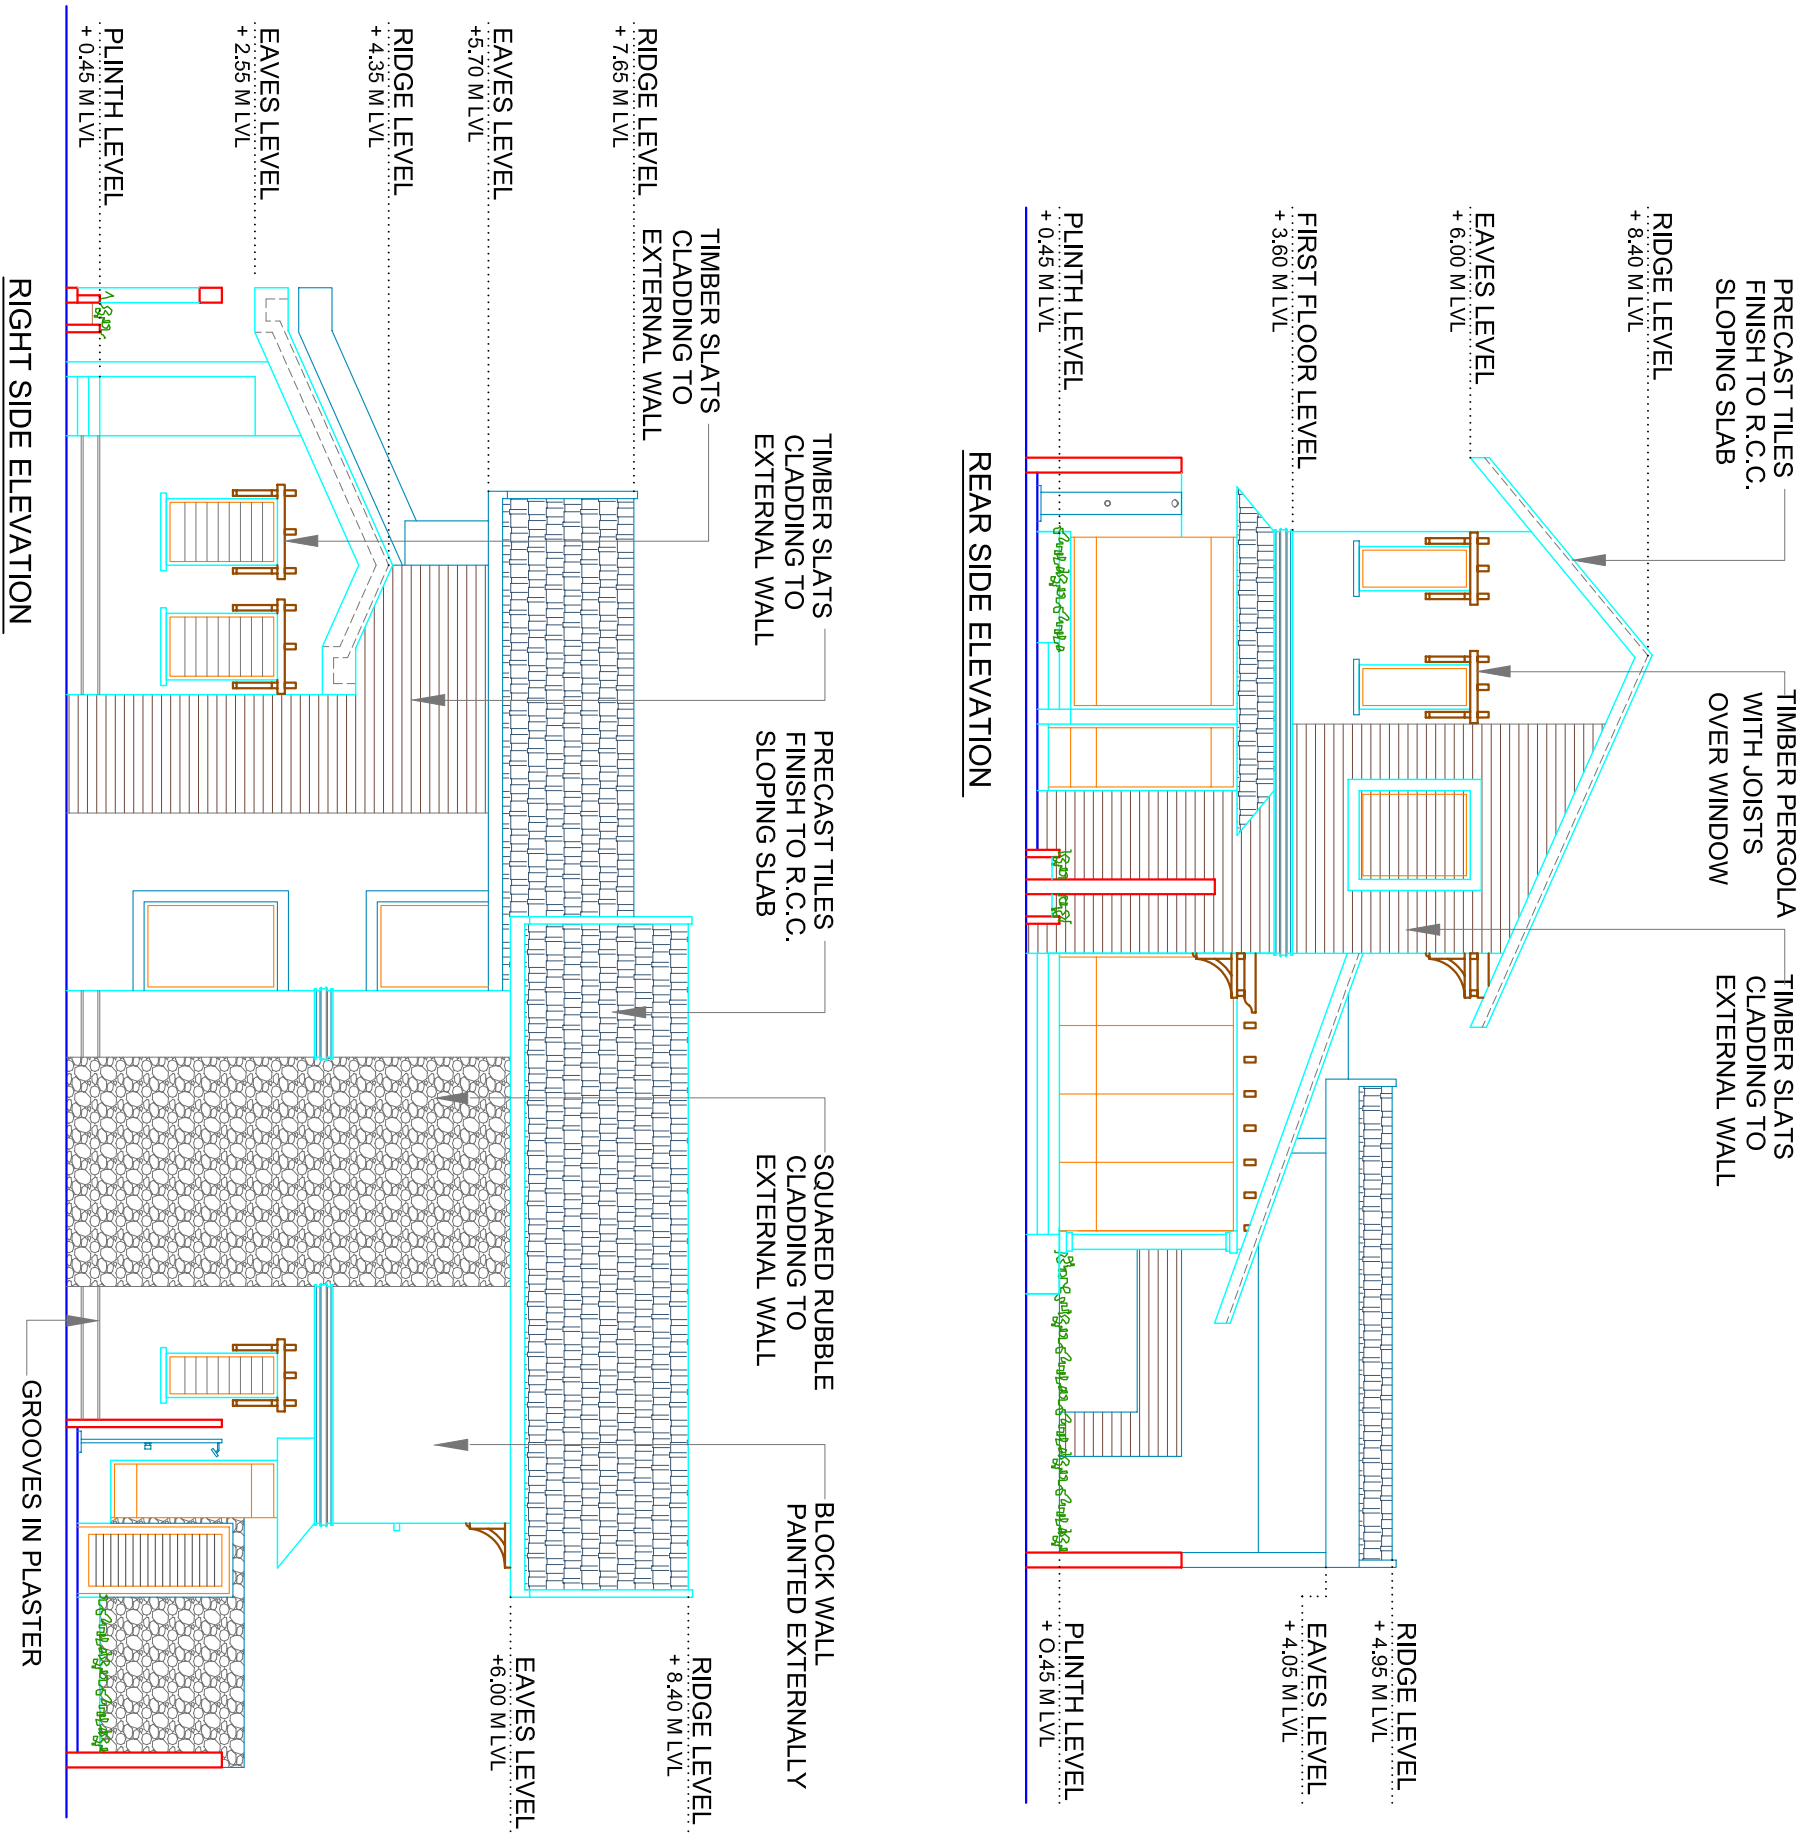 PRECAST TILES
FINISH TO R.C.C.
SLOPING SLAB
TIMBER PERGOLA
WITH JOISTS
OVER WINDOW
TIMBER SLATS
CLADDING TO
EXTERNAL WALL
RIDGE LEVEL
+ 8.40 M LVL
EAVES LEVEL
+6.00 M LVL
FIRST FLOOR LEVEL
+ 3.60 M LVL
PLINTH LEVEL
+ 0.45 M LVL
RIDGE LEVEL
+ 4.95 M LVL
EAVES LEVEL
+ 4.05 M LVL
PLINTH LEVEL
+ O.45 M LVL
REAR SIDE ELEVATION
TIMBER SLATS
CLADDING TO
EXTERNAL WALL
TIMBER SLATS
CLADDING TO
EXTERNAL WALL
PRECAST TILES
FINISH TO R.C.C.
SLOPING SLAB
SQUARED RUBBLE
CLADDING TO
EXTERNAL WALL
BLOCK WALL
PAINTED EXTERNALLY
RIDGE LEVEL
+ 7.65 M LVL
EAVES LEVEL
+5.70 M LVL
RIDGE LEVEL
+ 4.35 M LVL
EAVES LEVEL
+ 2.55 M LVL
PLINTH LEVEL
+ 0.45 M LVL
RIDGE LEVEL
+ 8.40 M LVL
EAVES LEVEL
+6.00 M LVL
GROOVES IN PLASTER
RIGHT SIDE ELEVATION